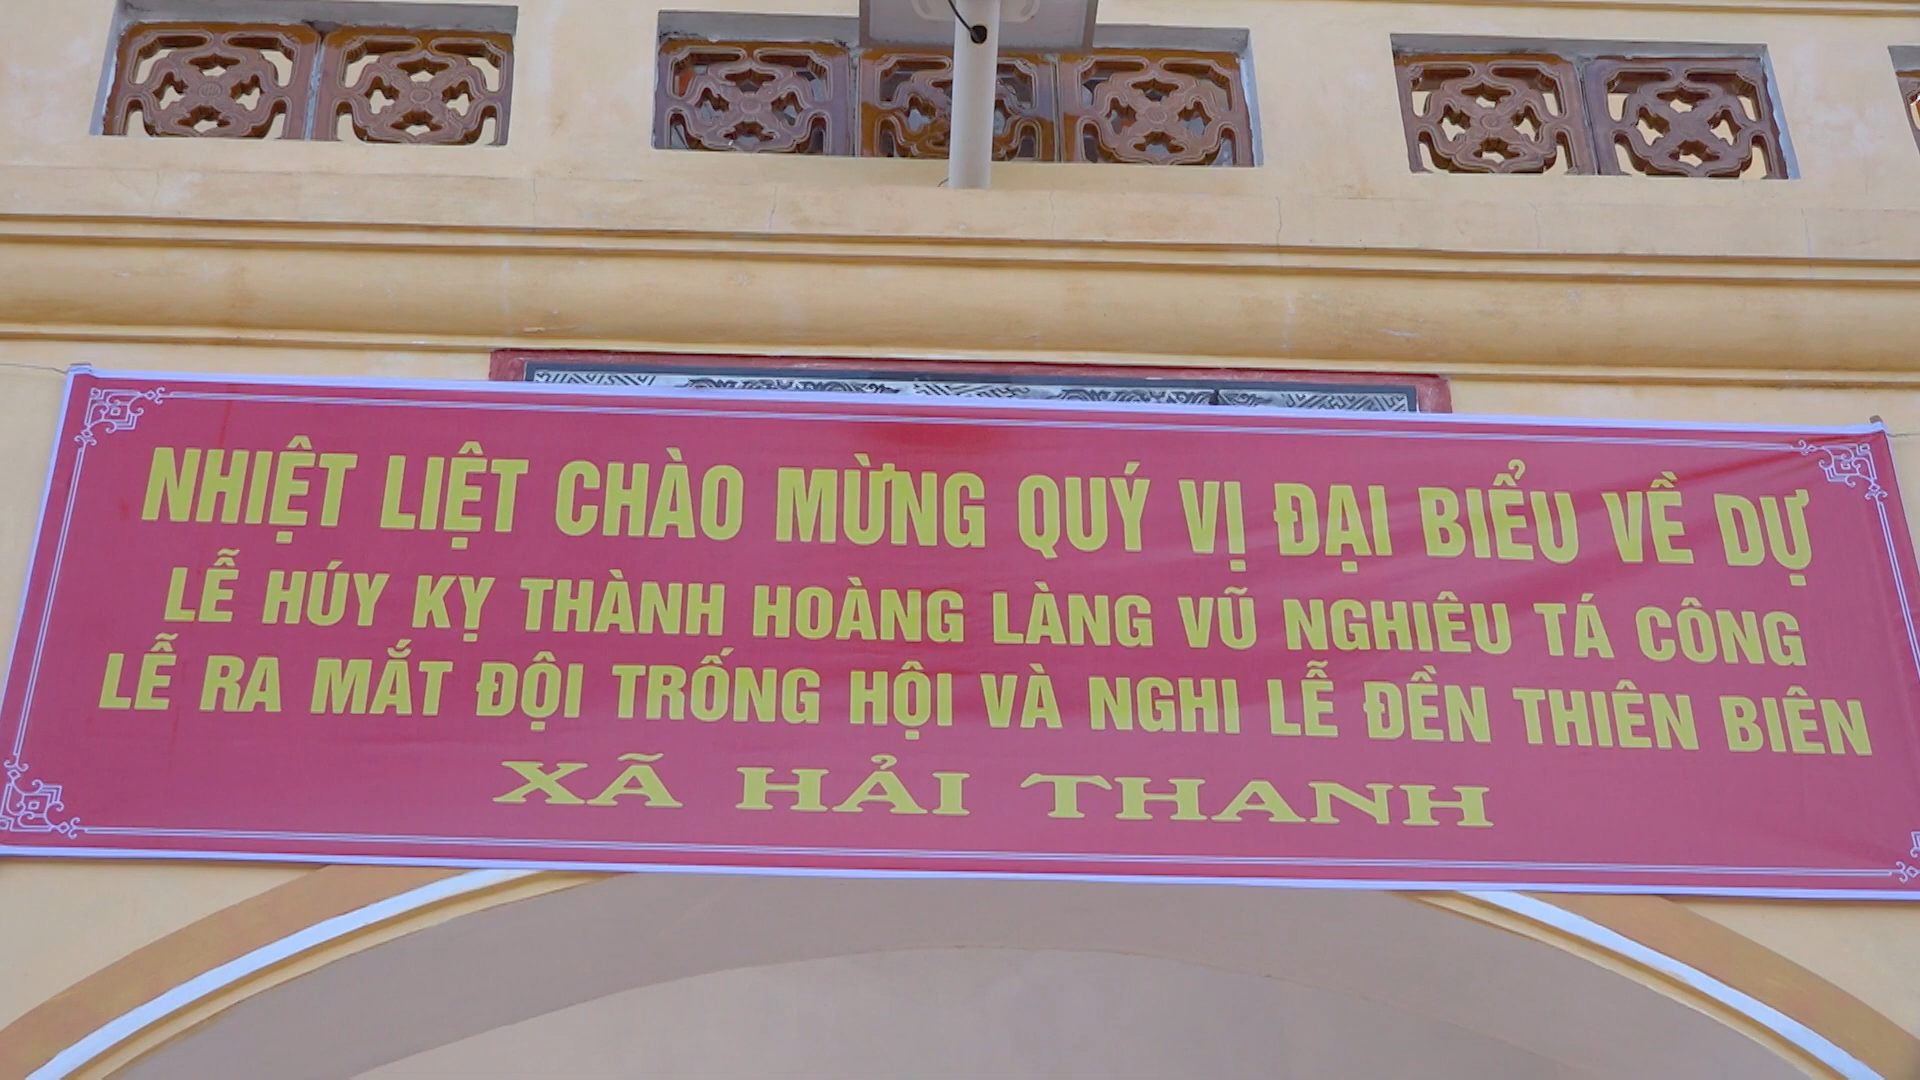 NHIỆT LIỆT CHÀO MỪNG QUÝ VỊ ĐẠI BIỂU VỀ DỰ
LỄ HÚY KỴ THÀNH HOÀNG LÀNG VŨ NGHIÊU TÁ CÔNG
LỄ RA MẮT ĐỘI TRỐNG HỘI VÀ NGHI LỄ ĐỀN THIÊN BIÊN
XÃ HẢI THANH